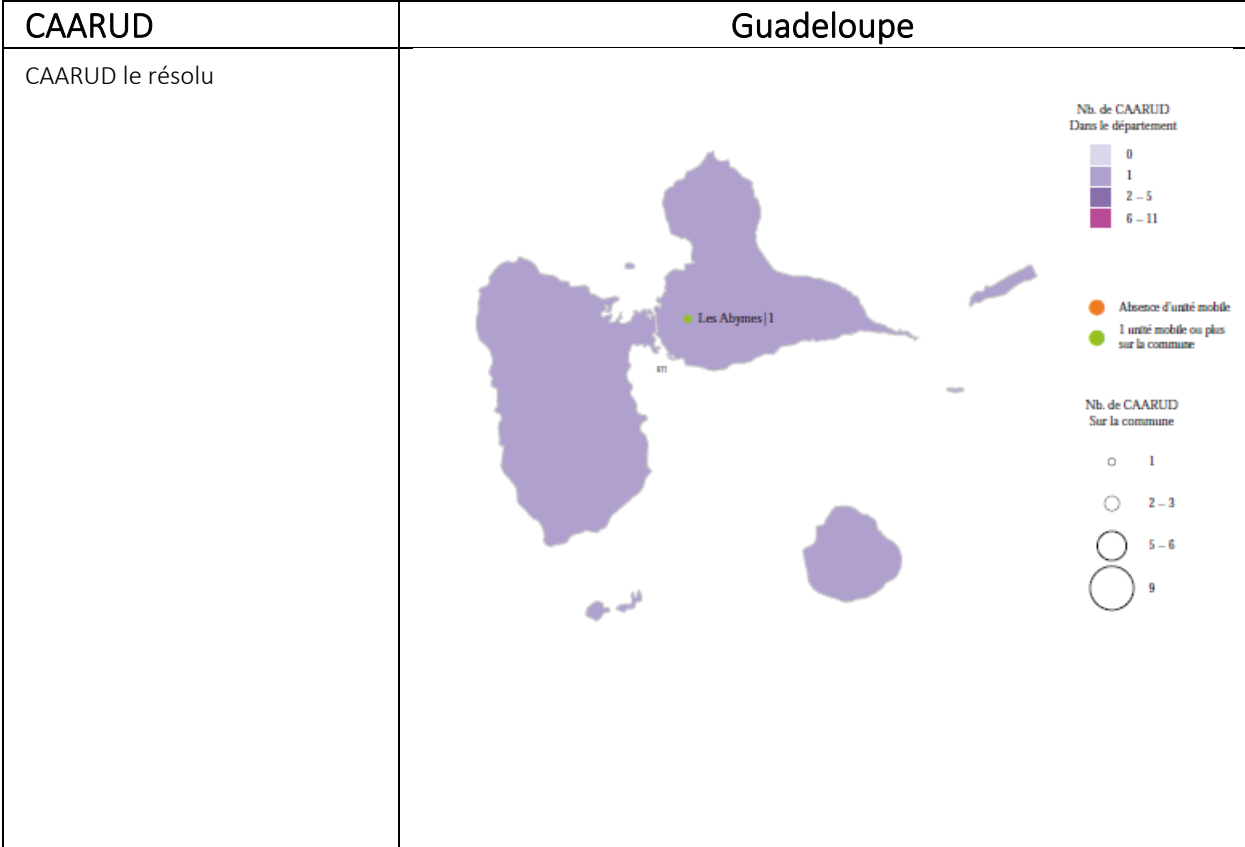 CAARUD
Guadeloupe
CAARUD le résolu
Nb. de CAARUD
Dans le département
0
1
2 – 5
6 – 11
Absence d'unité mobile
1 unité mobile ou plus
sur la commune
Les Abymes|1
Nb. de CAARUD
Sur la commune
1
2 – 3
5 – 6
9